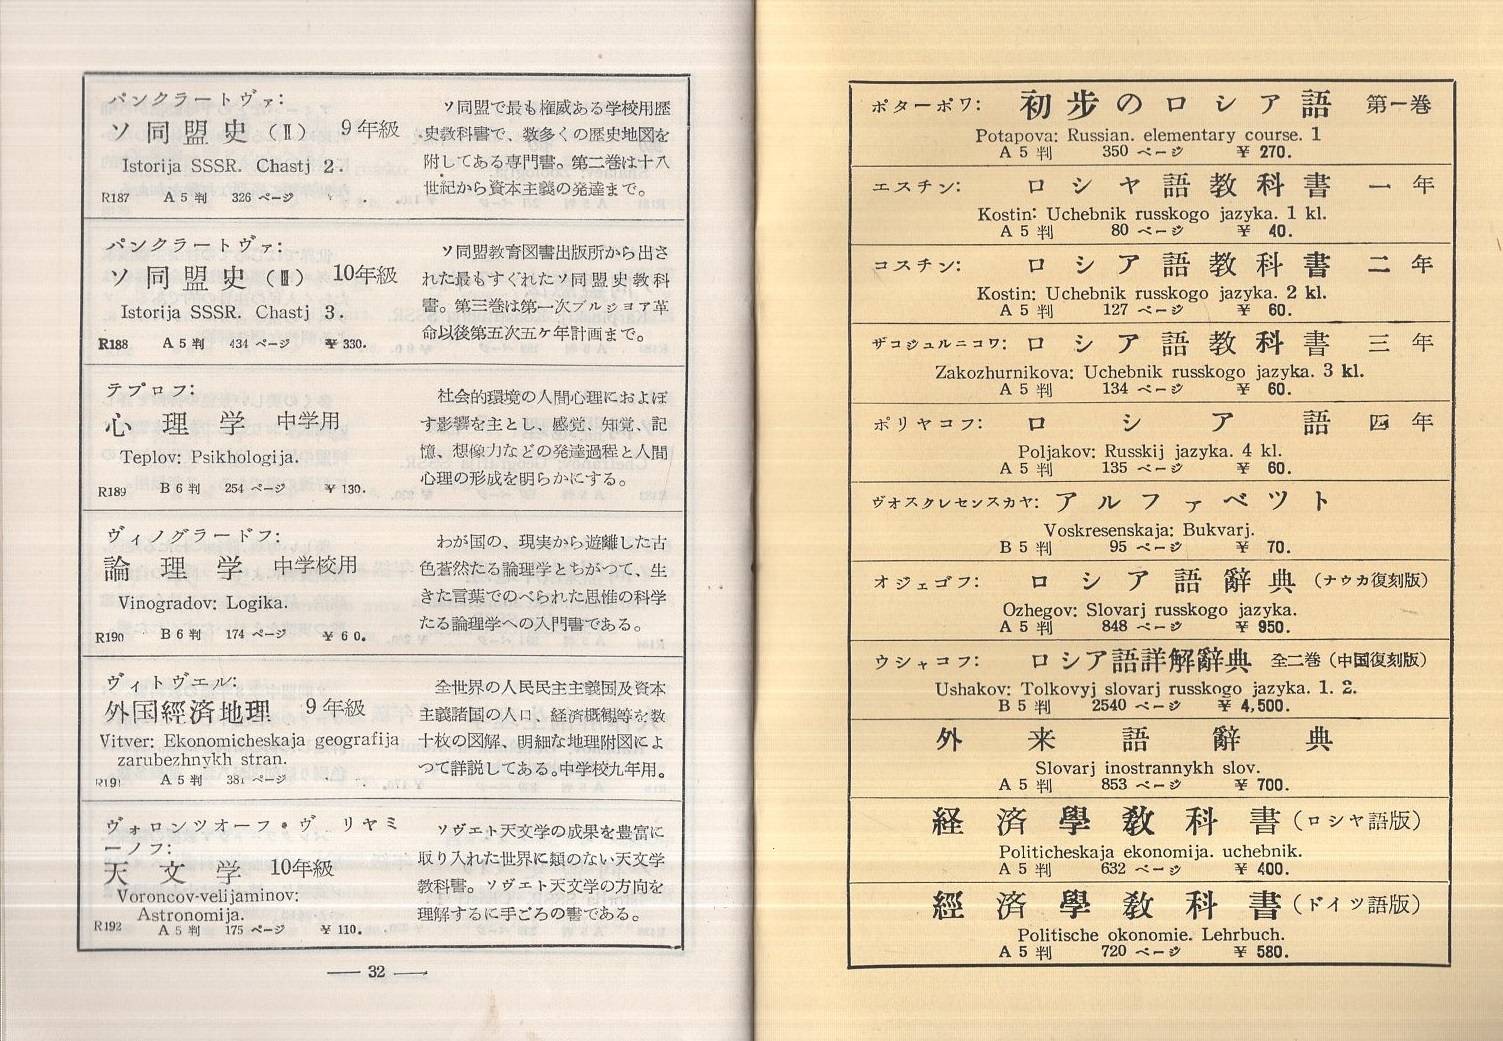 パンクラートヴァ:
ソ同盟史(Ⅱ) 9年級
Istorija SSSR. Chastj 2.
R187 A5判 326ページ
ソ同盟で最も権威ある学校用歴
史教科書で、数多くの歴史地図を
附してある専門書。第二巻は十八
世紀から資本主義の発達まで。
パンクラートヴァ:
ソ同盟史(Ⅲ) 10年級
Istorija SSSR. Chastj 3.
R188 A5判 434ページ ¥330.
ソ同盟教育図書出版所から出さ
れた最もすぐれたソ同盟史教科
書。第三巻は第一次ブルジョア革
命以後第五次五ケ年計画まで。
テプロフ:
心理学 中学用
Teplov: Psikhologija.
R189 B6判 254ページ ¥130.
社会的環境の人間心理におよぼ
す影響を主とし、感覚、知覚、記
憶、想像力などの発達過程と人間
心理の形成を明らかにする。
ヴィノグラードフ:
論理学 中学校用
Vinogradov: Logika.
R190 B6判 174ページ ¥60.
わが国の、現実から遊離した古
色蒼然たる論理学とちがつて、生
きた言葉でのべられた思惟の科学
たる論理学への入門書である。
ヴィトヴェル:
外国經済地理 9年級
Vitver: Ekonomicheskaja geografija
zarubezhnykh stran.
R191 A5判 381ページ
全世界の人民民主主義国及資本
主義諸国の人口、経済概観等を数
十枚の図解、明細な地理附図によ
つて詳説してある。中学校九年用。
ヴォロンツオーフ・ヴ リヤミ
ーノフ:
天文学 10年級
Voroncov-velijaminov:
Astronomija.
R192 A5判 175ページ ¥110.
ソヴエト天文学の成果を豊富に
取り入れた世界に類のない天文学
教科書。ソヴエト天文学の方向を
理解するに手ごろの書である。
— 32 —
ポターポワ: 初歩のロシア語 第一巻
Potapova: Russian. elementary course. 1
A5判 350ページ ¥270.
エスチン: ロシヤ語教科書 一年
Kostin: Uchebnik russkogo jazyka. 1 kl.
A5判 80ページ ¥40.
コスチン: ロシア語教科書 二年
Kostin: Uchebnik russkogo jazyka. 2 kl.
A5判 127ページ ¥60.
ザコジュルニコワ: ロシア語教科書 三年
Zakozhurnikova: Uchebnik russkogo jazyka. 3 kl.
A5判 134ページ ¥60.
ポリヤコフ: ロシア語 四年
Poljakov: Russkij jazyka. 4 kl.
A5判 135ページ ¥60.
ヴオスクレセンスカヤ: アルファベツト
Voskresenskaja: Bukvarj.
B5判 95ページ ¥70.
オジェゴフ: ロシア語辭典 (ナウカ復刻版)
Ozhegov: Slovarj russkogo jazyka.
A5判 848ページ ¥950.
ウシャコフ: ロシア語詳解辭典 全二巻(中国復刻版)
Ushakov: Tolkovyj slovarj russkogo jazyka. 1. 2.
B5判 2540ページ ¥4,500.
外来語辭典
Slovarj inostrannykh slov.
A5判 853ページ ¥700.
経済學教科書(ロシヤ語版)
Politicheskaja ekonomija. uchebnik.
A5判 632ページ ¥400.
經済學教科書(ドイツ語版)
Politische okonomie. Lehrbuch.
A5判 720ページ ¥580.